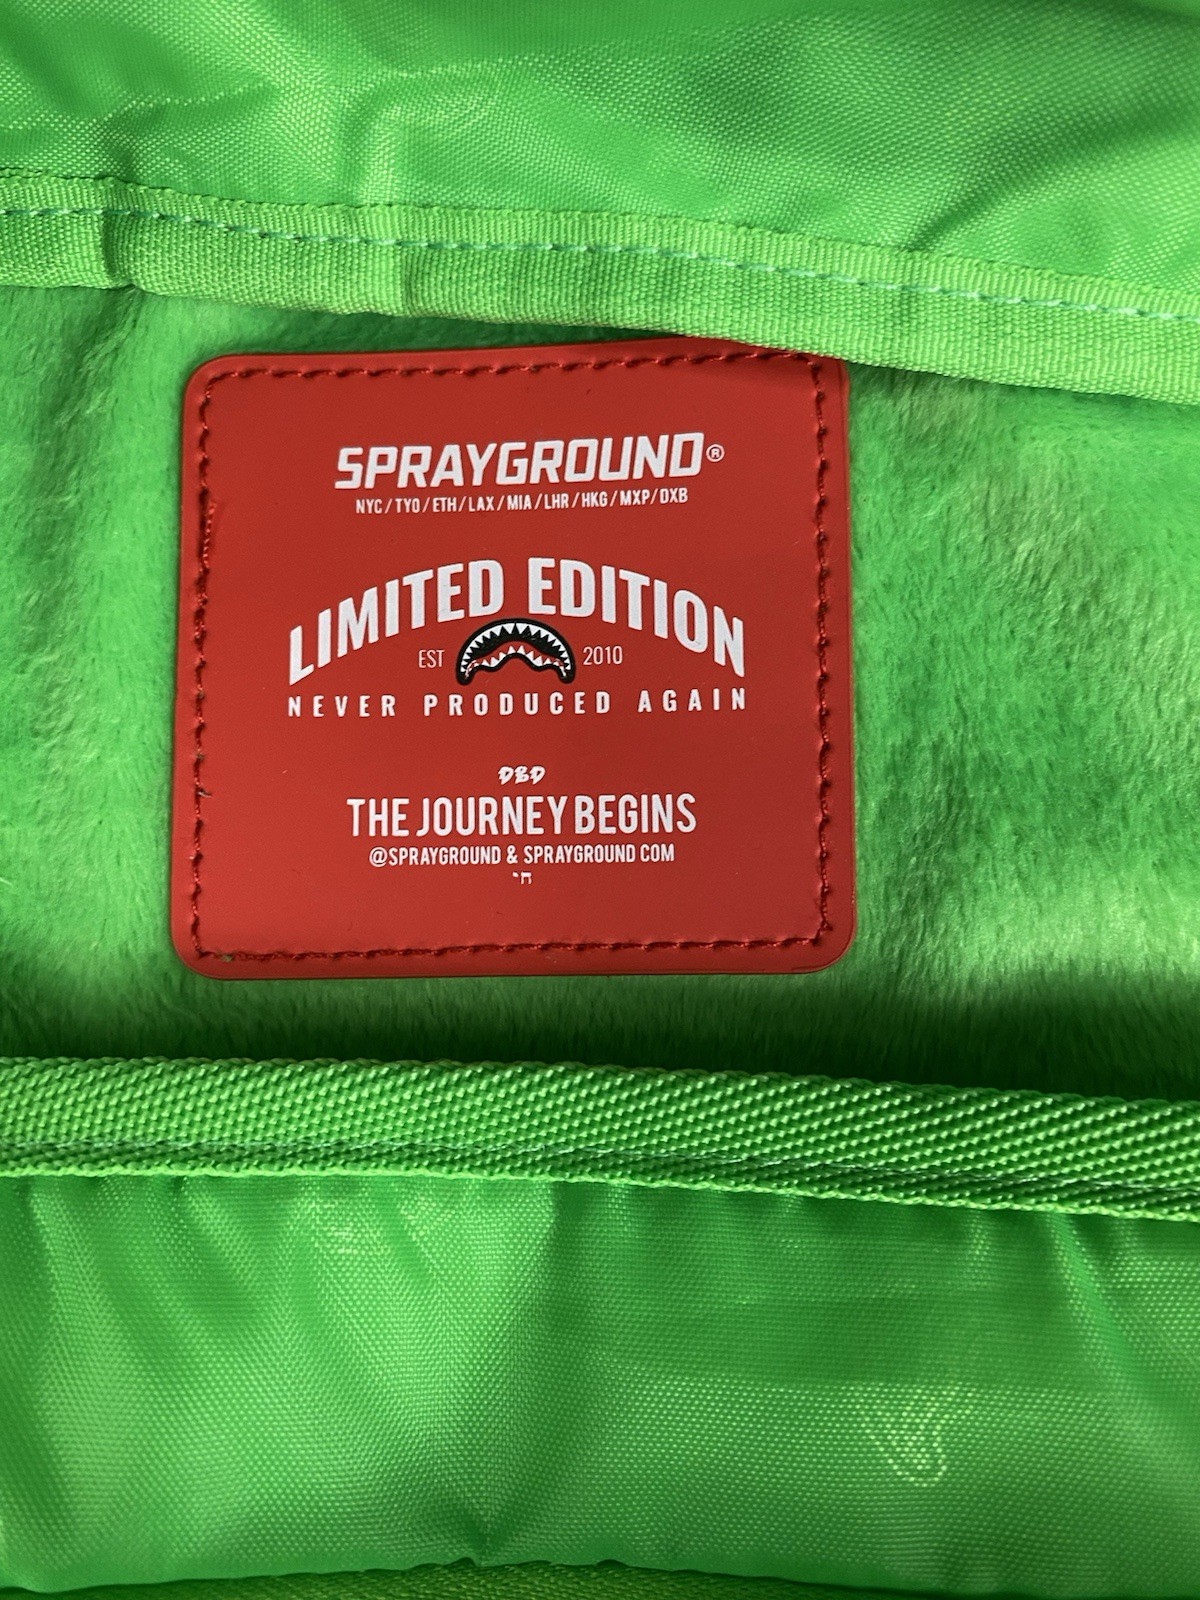 SPRAYGROUND®
NYC / TYO / ETH / LAX / MIA / LHR / HKG / MXP / DXB
LIMITED EDITION
EST 2010
NEVER PRODUCED AGAIN
DBD
THE JOURNEY BEGINS
@SPRAYGROUND & SPRAYGROUND.COM
חי